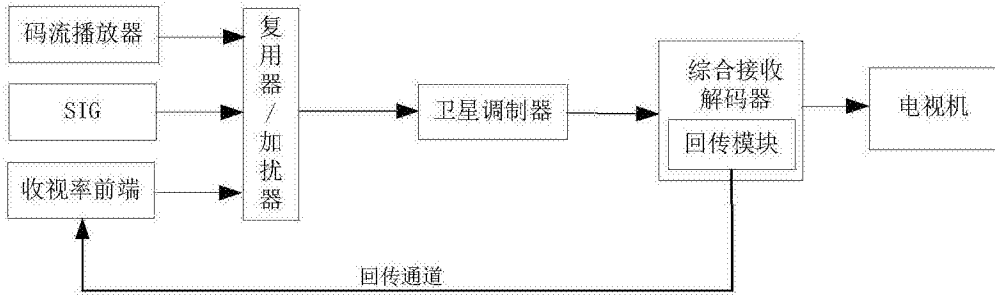 码流播放器
SIG
收视率前端
复用器/加扰器
卫星调制器
综合接收
解码器
回传模块
电视机
回传通道